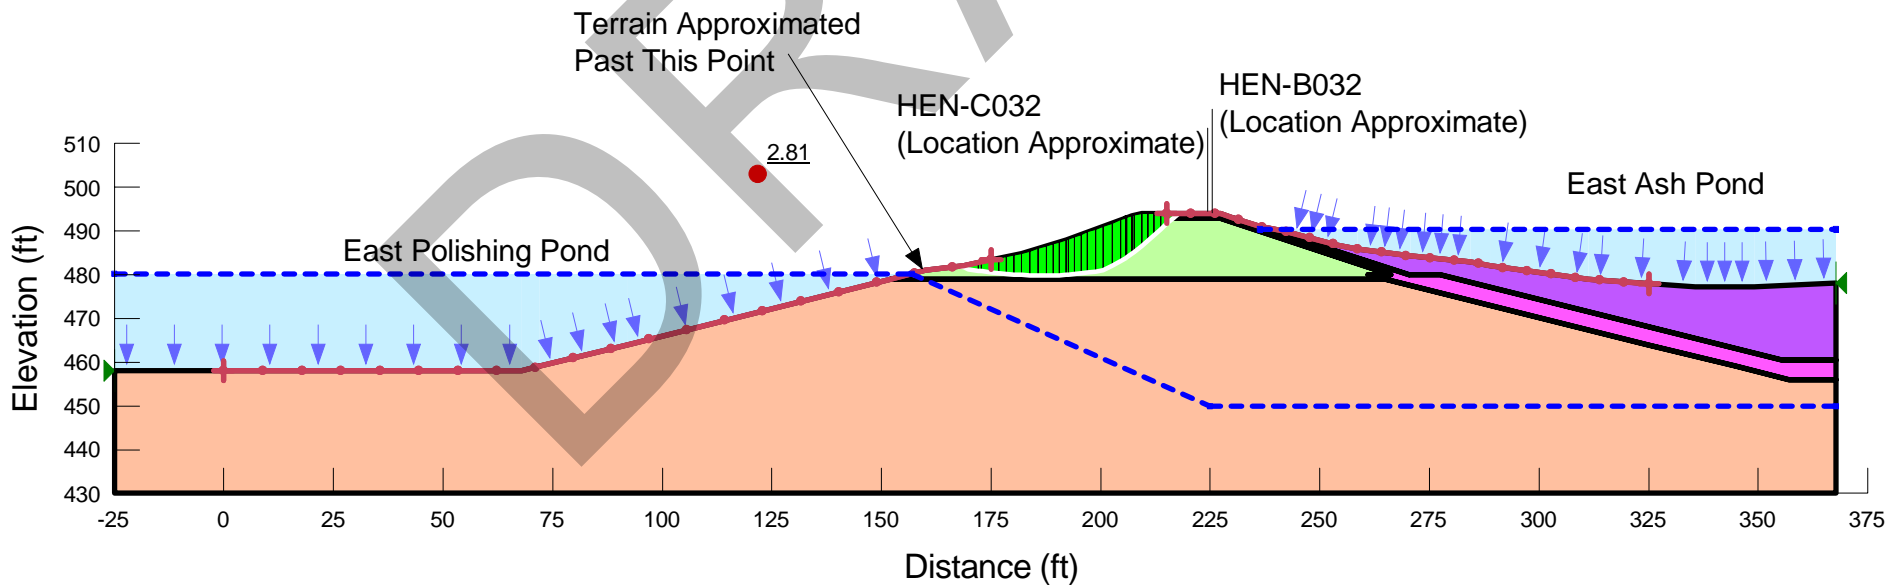 Terrain Approximated
Past This Point
HEN-C032
(Location Approximate)
HEN-B032
(Location Approximate)
2.81
East Polishing Pond
East Ash Pond
Elevation (ft)
510
500
490
480
470
460
450
440
430
-25 0 25 50 75 100 125 150 175 200 225 250 275 300 325 350 375
Distance (ft)